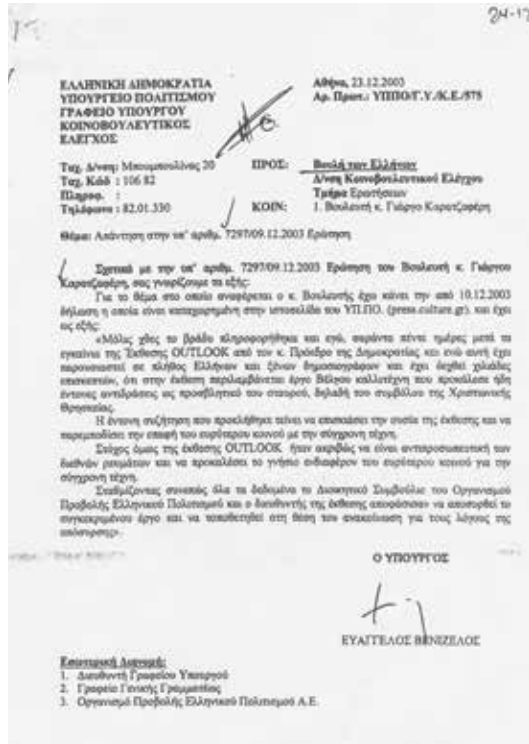 24-12
ΕΛΛΗΝΙΚΗ ΔΗΜΟΚΡΑΤΙΑ
ΥΠΟΥΡΓΕΙΟ ΠΟΛΙΤΙΣΜΟΥ
ΓΡΑΦΕΙΟ ΥΠΟΥΡΓΟΥ
ΚΟΙΝΟΒΟΥΛΕΥΤΙΚΟΣ
ΕΛΕΓΧΟΣ
Αθήνα, 23.12.2003
Αρ. Πρωτ.: ΥΠΠΟ/Γ.Υ./Κ.Ε./575
Ταχ. Δ/νση: Μπουμπουλίνας 20
Ταχ. Κώδ : 106 82
Πληροφ. :
Τηλέφωνο : 82.01.330
ΠΡΟΣ: Βουλή των Ελλήνων
Δ/νση Κοινοβουλευτικού Ελέγχου
Τμήμα Ερωτήσεων
ΚΟΙΝ: 1. Βουλευτή κ. Γιώργο Καρατζαφέρη
Θέμα: Απάντηση στην υπ' αριθμ. 7297/09.12.2003 Ερώτηση
Σχετικά με την υπ' αριθμ. 7297/09.12.2003 Ερώτηση του Βουλευτή κ. Γιώργου
Καρατζαφέρη, σας γνωρίζουμε τα εξής:
Για το θέμα στο οποίο αναφέρεται ο κ. Βουλευτής έχω κάνει την από 10.12.2003
δήλωση η οποία είναι καταχωρημένη στην ιστοσελίδα του ΥΠ.ΠΟ. (press.culture.gr). και έχει
ως εξής:
«Μόλις χθες το βράδυ πληροφορήθηκα και εγώ, σαράντα πέντε ημέρες μετά τα
εγκαίνια της Έκθεσης OUTLOOK από τον κ. Πρόεδρο της Δημοκρατίας και ενώ αυτή έχει
παρουσιαστεί σε πλήθος Ελλήνων και ξένων δημοσιογράφων και έχει δεχθεί χιλιάδες
επισκεπτών, ότι στην έκθεση περιλαμβάνεται έργο Βέλγου καλλιτέχνη που προκάλεσε ήδη
έντονες αντιδράσεις ως προσβλητικό του σταυρού, δηλαδή του συμβόλου της Χριστιανικής
Θρησκείας.
Η έντονη συζήτηση που προκλήθηκε τείνει να επισκιάσει την ουσία της έκθεσης και να
παρεμποδίσει την επαφή του ευρύτερου κοινού με την σύγχρονη τέχνη.
Στόχος όμως της έκθεσης OUTLOOK ήταν ακριβώς να είναι αντιπροσωπευτική των
διεθνών ρευμάτων και να προκαλέσει το γνήσιο ενδιαφέρον του ευρύτερου κοινού για την
σύγχρονη τέχνη.
Σταθμίζοντας συνεπώς όλα τα δεδομένα το Διοικητικό Συμβούλιο του Οργανισμού
Προβολής Ελληνικού Πολιτισμού και ο διευθυντής της έκθεσης αποφάσισαν να αποσυρθεί το
συγκεκριμένο έργο και να τοποθετηθεί στη θέση του ανακοίνωση για τους λόγους της
απόσυρσης».
Ο ΥΠΟΥΡΓΟΣ
ΕΥΑΓΓΕΛΟΣ ΒΕΝΙΖΕΛΟΣ
Εσωτερική Διανομή:
1. Διευθυντή Γραφείου Υπουργού
2. Γραφείο Γενικής Γραμματέως
3. Οργανισμό Προβολής Ελληνικού Πολιτισμού Α.Ε.